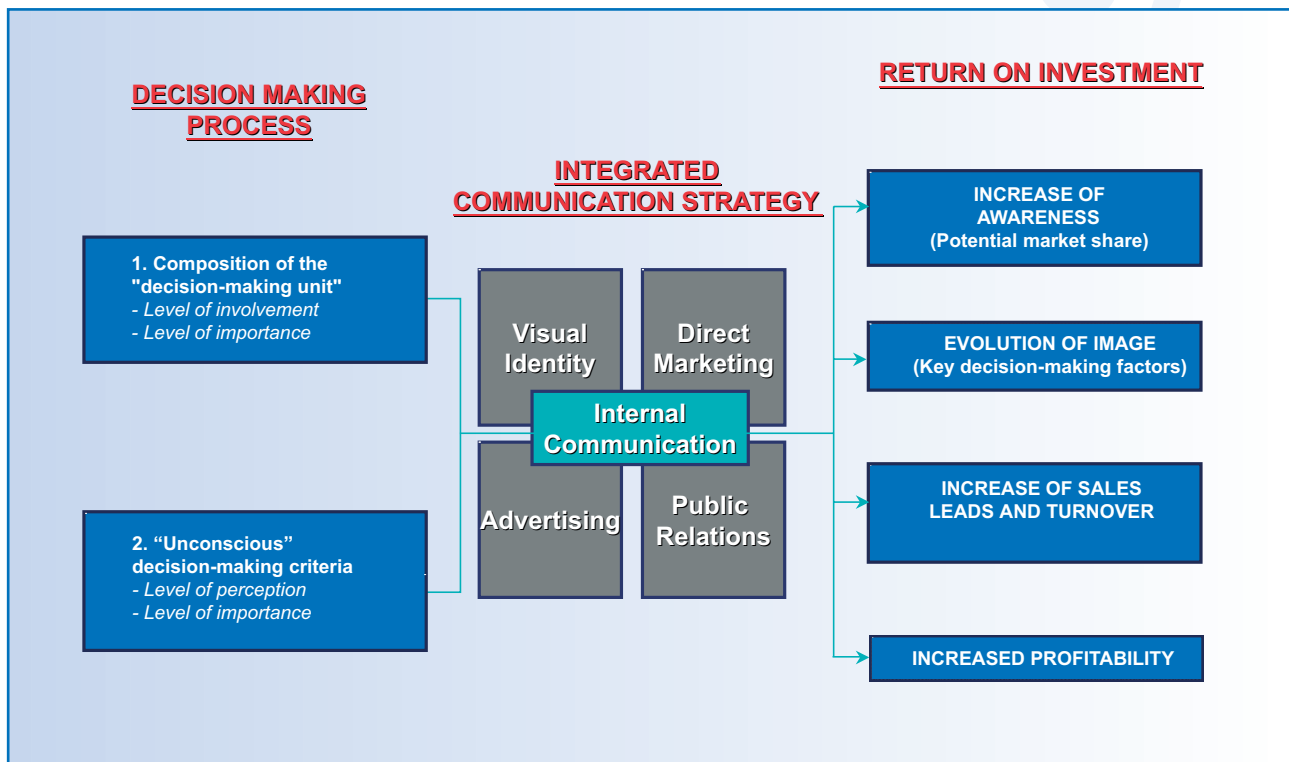 DECISION MAKING
PROCESS
1. Composition of the
"decision-making unit"
- Level of involvement
- Level of importance
2. “Unconscious”
decision-making criteria
- Level of perception
- Level of importance
INTEGRATED
COMMUNICATION STRATEGY
Visual
Identity
Direct
Marketing
Internal
Communication
Advertising
Public
Relations
RETURN ON INVESTMENT
INCREASE OF
AWARENESS
(Potential market share)
EVOLUTION OF IMAGE
(Key decision-making factors)
INCREASE OF SALES
LEADS AND TURNOVER
INCREASED PROFITABILITY